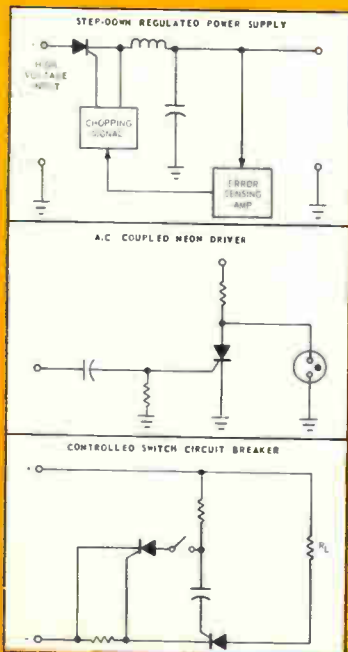 STEP-DOWN REGULATED POWER SUPPLY
HIGH
VOLTAGE
INPUT
CHOPPING
SIGNAL
ERROR
SENSING
AMP
A.C COUPLED NEON DRIVER
CONTROLLED SWITCH CIRCUIT BREAKER
RL